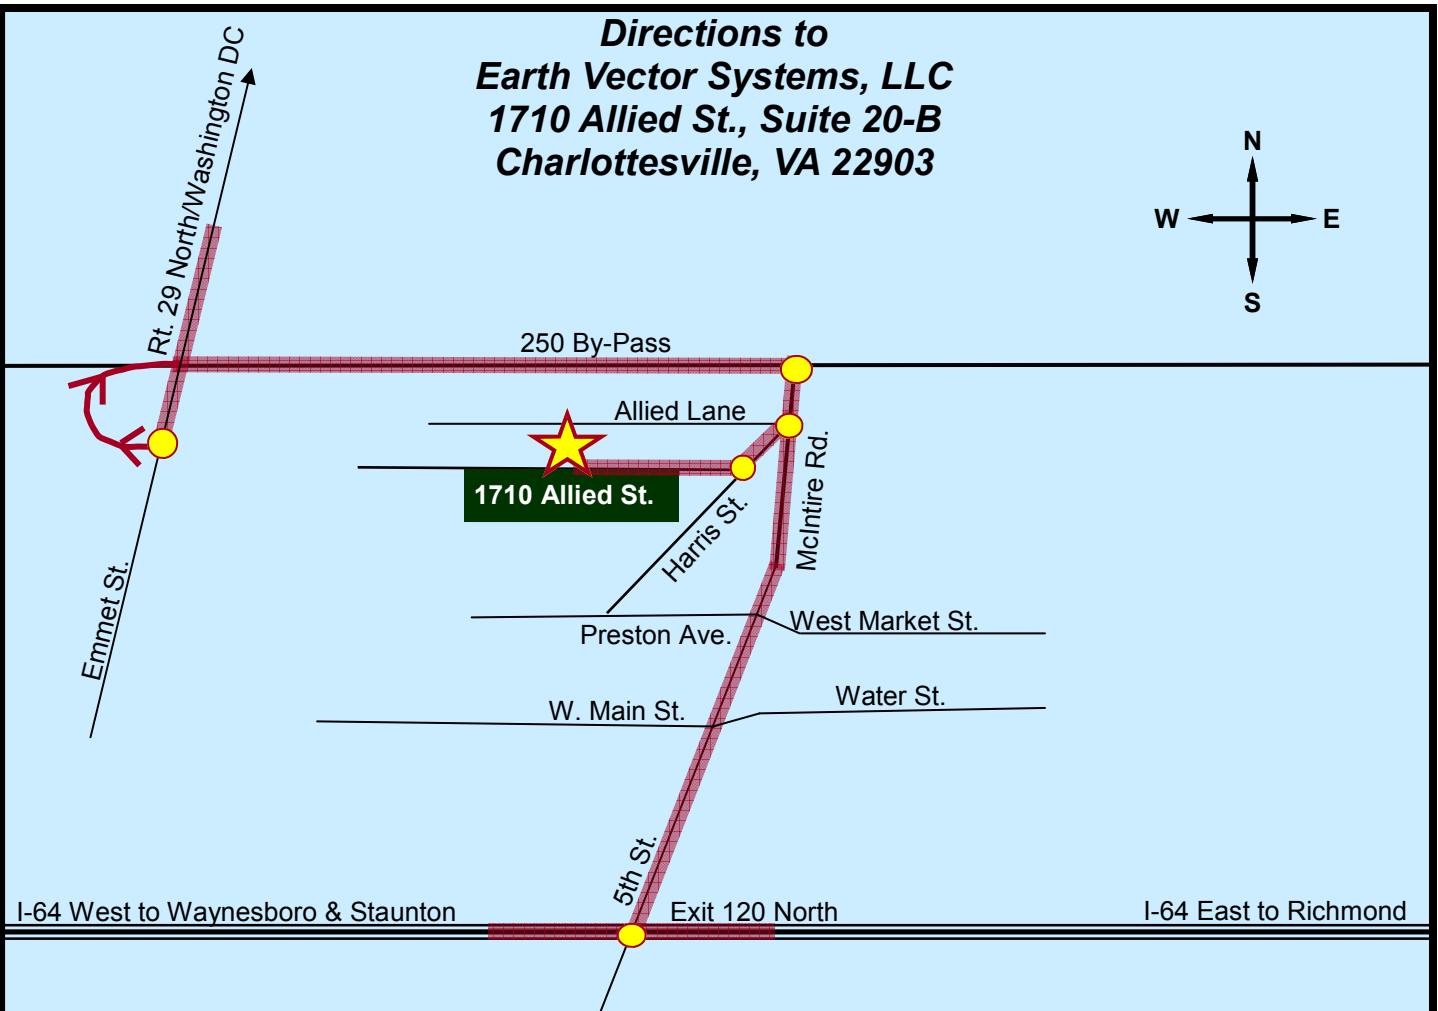 Directions to
Earth Vector Systems, LLC
1710 Allied St., Suite 20-B
Charlottesville, VA 22903
Rt. 29 North/Washington DC
N
W
E
S
250 By-Pass
Allied Lane
1710 Allied St.
Harris St.
McIntire Rd.
Emmet St.
Preston Ave.
West Market St.
W. Main St.
Water St.
5th St.
I-64 West to Waynesboro & Staunton
Exit 120 North
I-64 East to Richmond